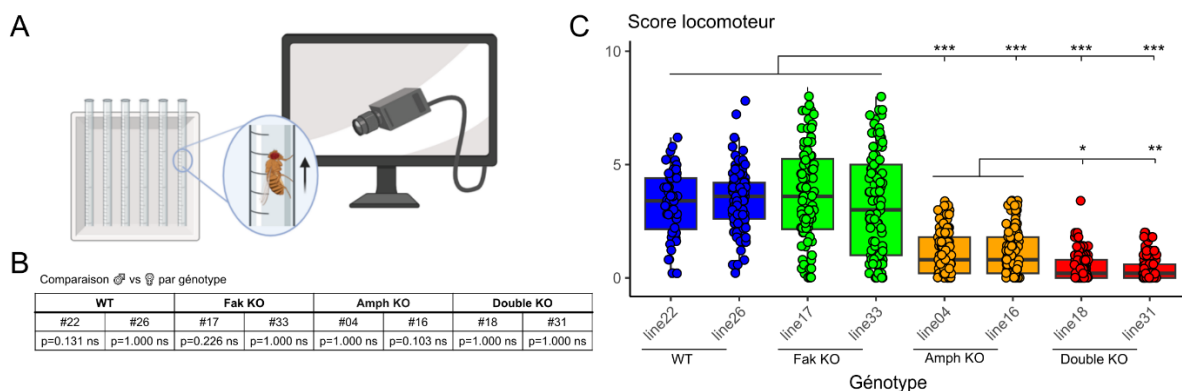 A
B
Comparaison ⚣ vs ⚢ par génotype
WT Fak KO Amph KO Double KO
#22 #26 #17 #33 #04 #16 #18 #31
p=0.131 ns p=1.000 ns p=0.226 ns p=1.000 ns p=1.000 ns p=0.103 ns p=1.000 ns p=1.000 ns
C
Score locomoteur
10
*** *** *** ***
5
* **
0
line22 line26 line17 line33 line04 line16 line18 line31
WT Fak KO Amph KO Double KO
Génotype